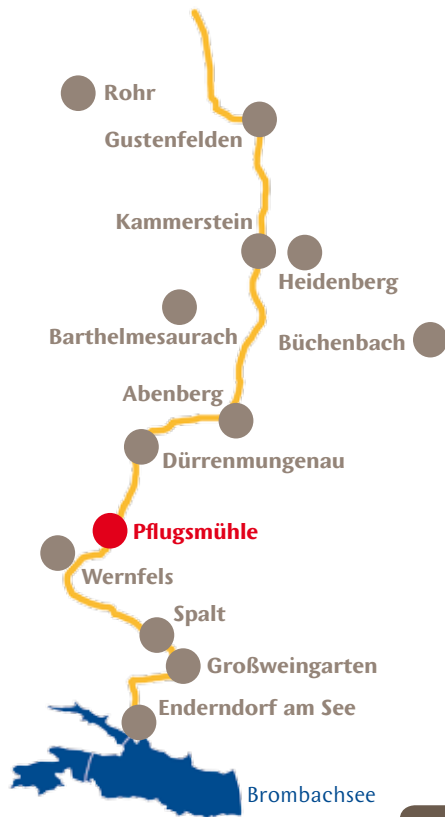 Rohr
Gustenfelden
Kammerstein
Heidenberg
Barthelmesaurach
Büchenbach
Abenberg
Dürrenmungenau
Pflugsmühle
Wernfels
Spalt
Großweingarten
Enderndorf am See
Brombachsee